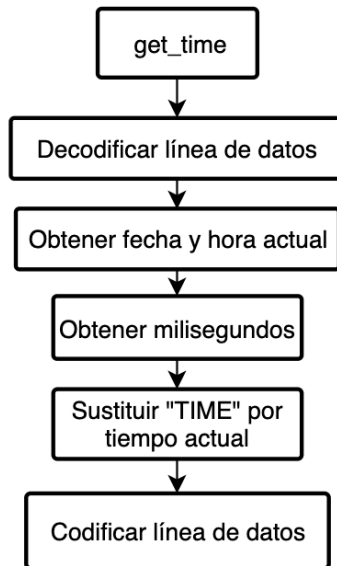 get_time
Decodificar línea de datos
Obtener fecha y hora actual
Obtener milisegundos
Sustituir "TIME" por
tiempo actual
Codificar línea de datos